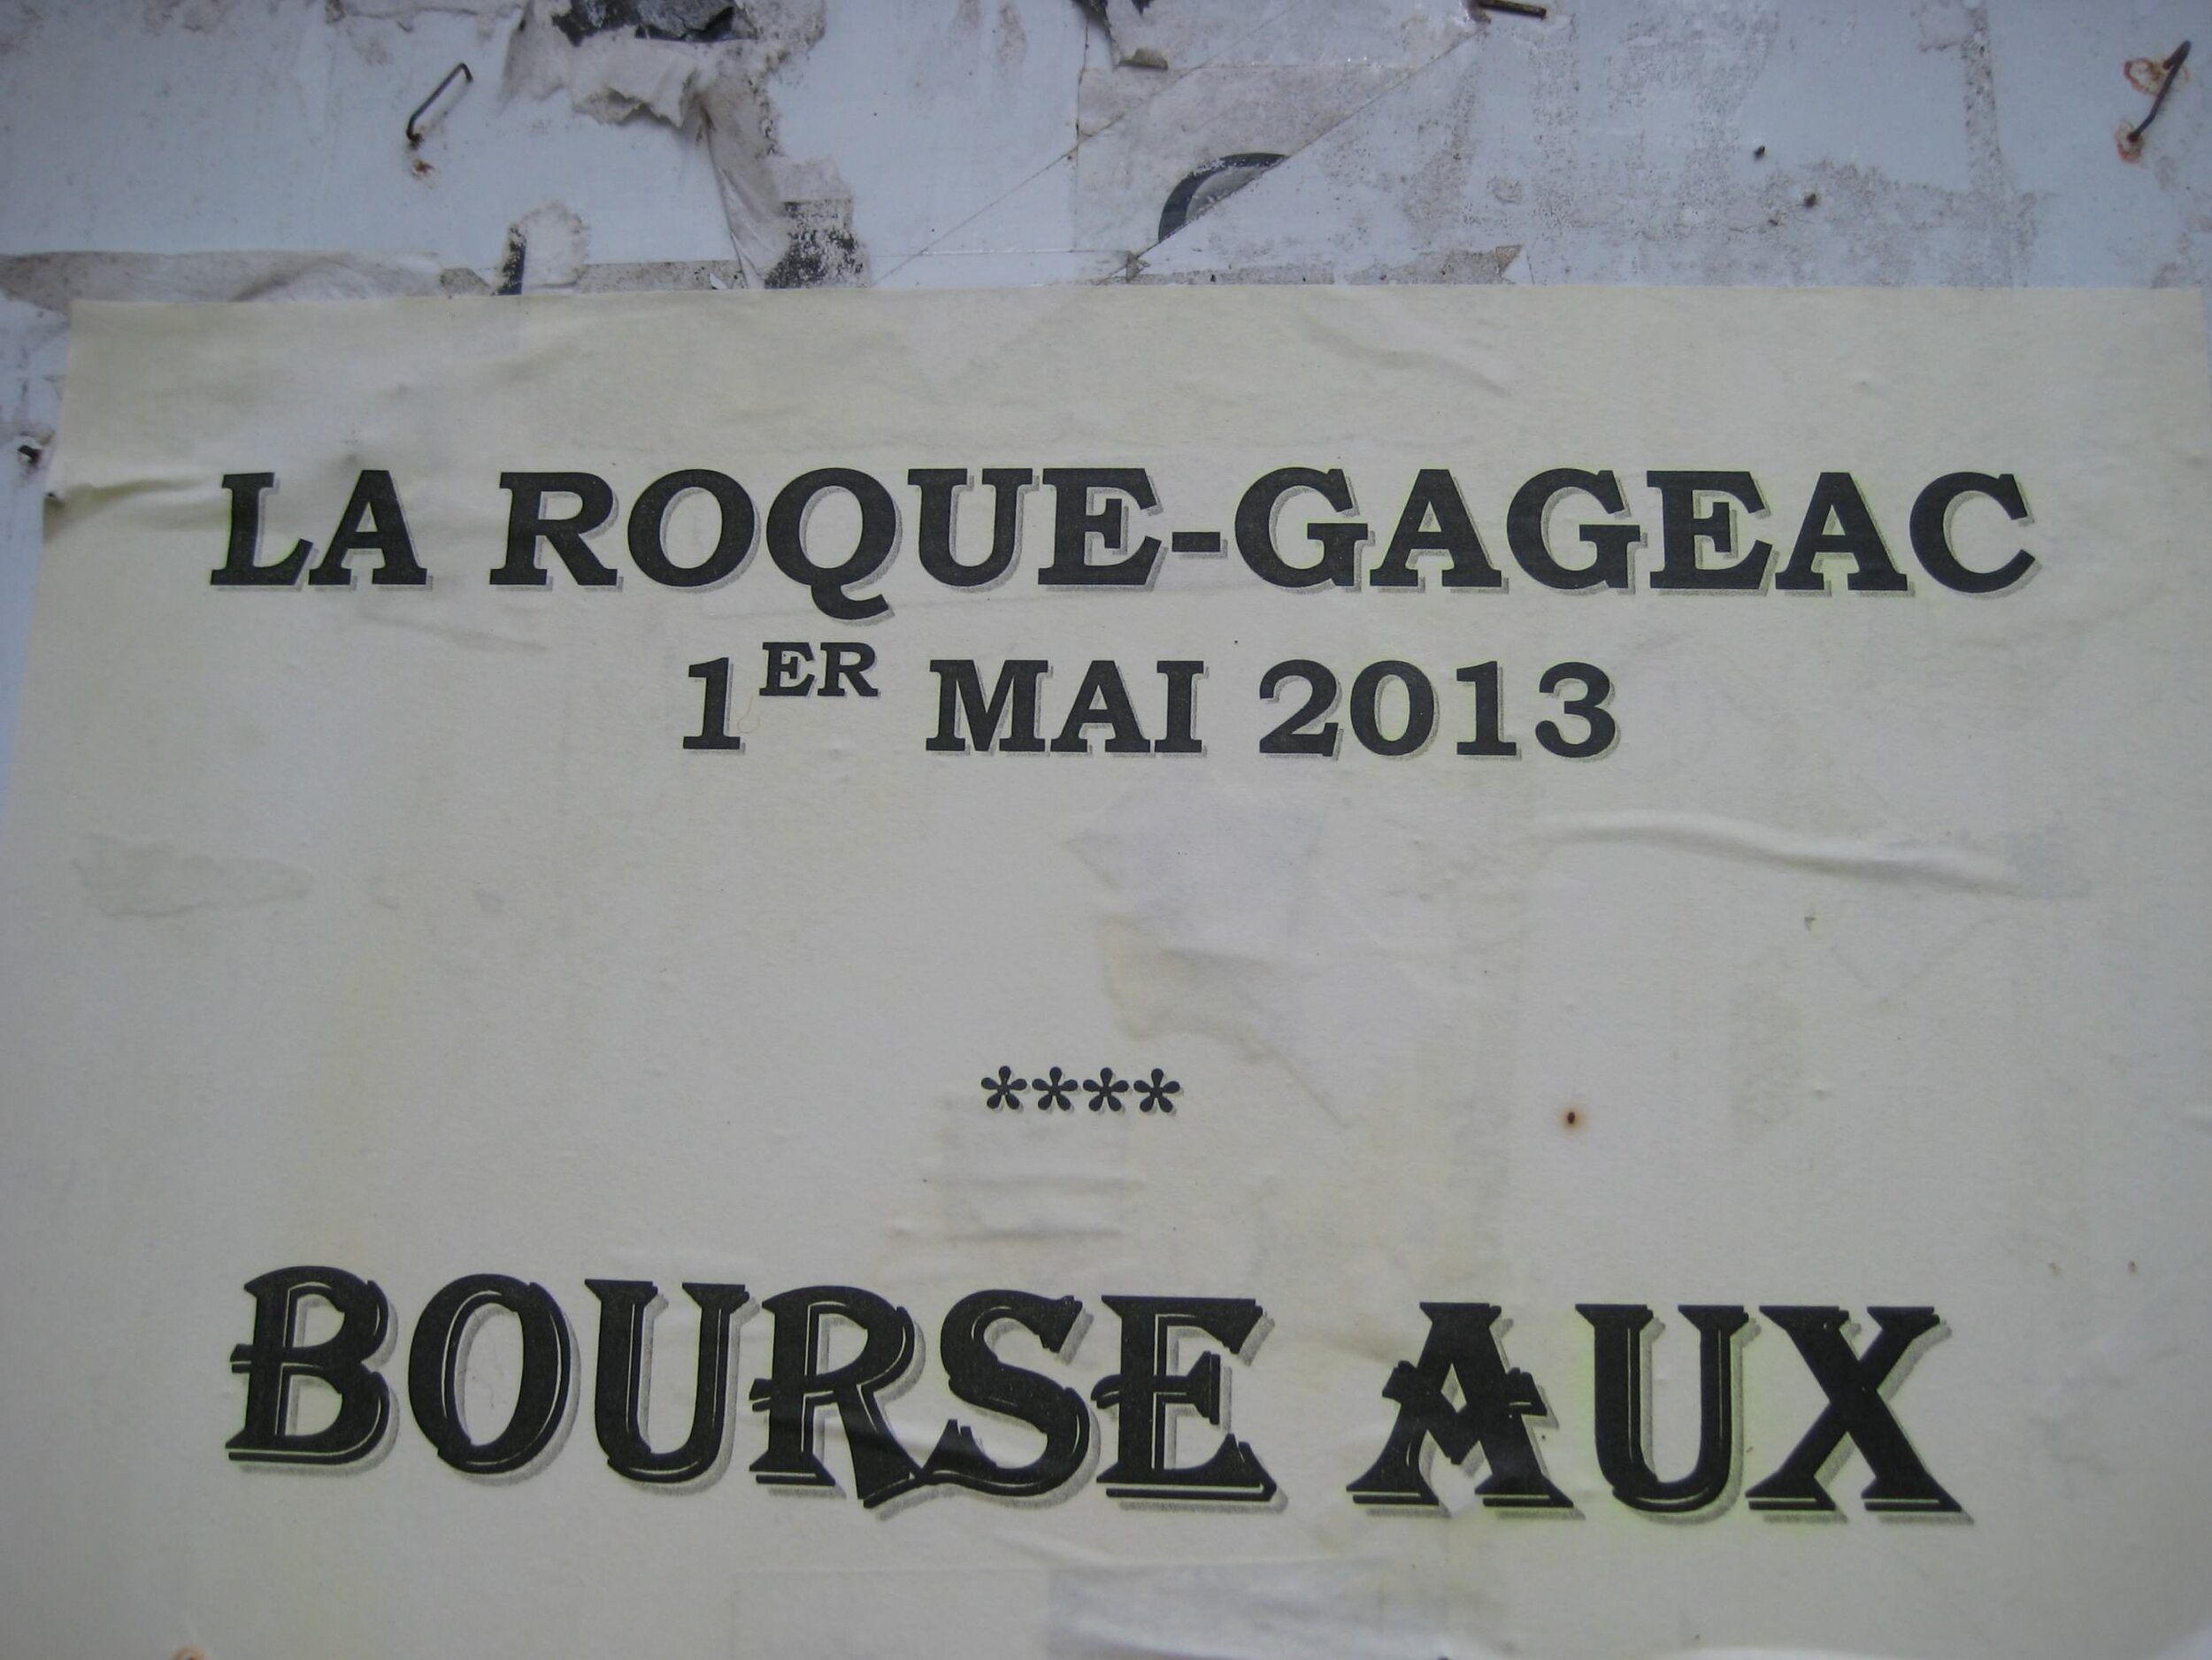 LA ROQUE-GAGEAC
1ER MAI 2013
****
BOURSE AUX